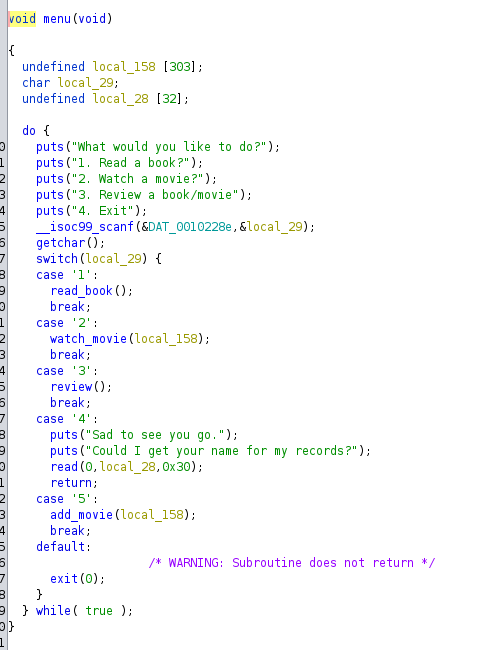 void menu(void)
{
undefined local_158 [303];
char local_29;
undefined local_28 [32];
do {
0 puts("What would you like to do?");
1 puts("1. Read a book?");
2 puts("2. Watch a movie?");
3 puts("3. Review a book/movie");
4 puts("4. Exit");
5 __isoc99_scanf(&DAT_0010228e,&local_29);
6 getchar();
7 switch(local_29) {
8 case '1':
9 read_book();
0 break;
1 case '2':
2 watch_movie(local_158);
3 break;
4 case '3':
5 review();
6 break;
7 case '4':
8 puts("Sad to see you go.");
9 puts("Could I get your name for my records?");
0 read(0,local_28,0x30);
1 return;
2 case '5':
3 add_movie(local_158);
4 break;
5 default:
6 /* WARNING: Subroutine does not return */
7 exit(0);
8 }
9 } while( true );
0 }
1